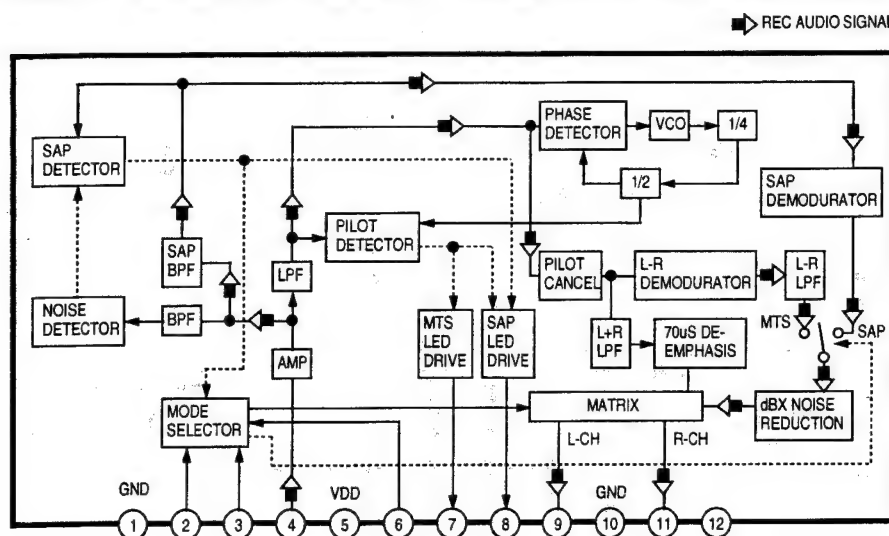 REC AUDIO SIGNAL
PHASE
DETECTOR
VCO
1/4
SAP
DETECTOR
1/2
SAP
DEMODURATOR
PILOT
DETECTOR
SAP
BPF
LPF
PILOT
CANCEL
L-R
DEMODURATOR
L-R
LPF
NOISE
DETECTOR
BPF
MTS
LED
DRIVE
SAP
LED
DRIVE
L+R
LPF
70uS DE-
EMPHASIS
MTS
SAP
AMP
MODE
SELECTOR
MATRIX
dBX NOISE
REDUCTION
L-CH
R-CH
GND
VDD
GND
1 2 3 4 5 6 7 8 9 10 11 12